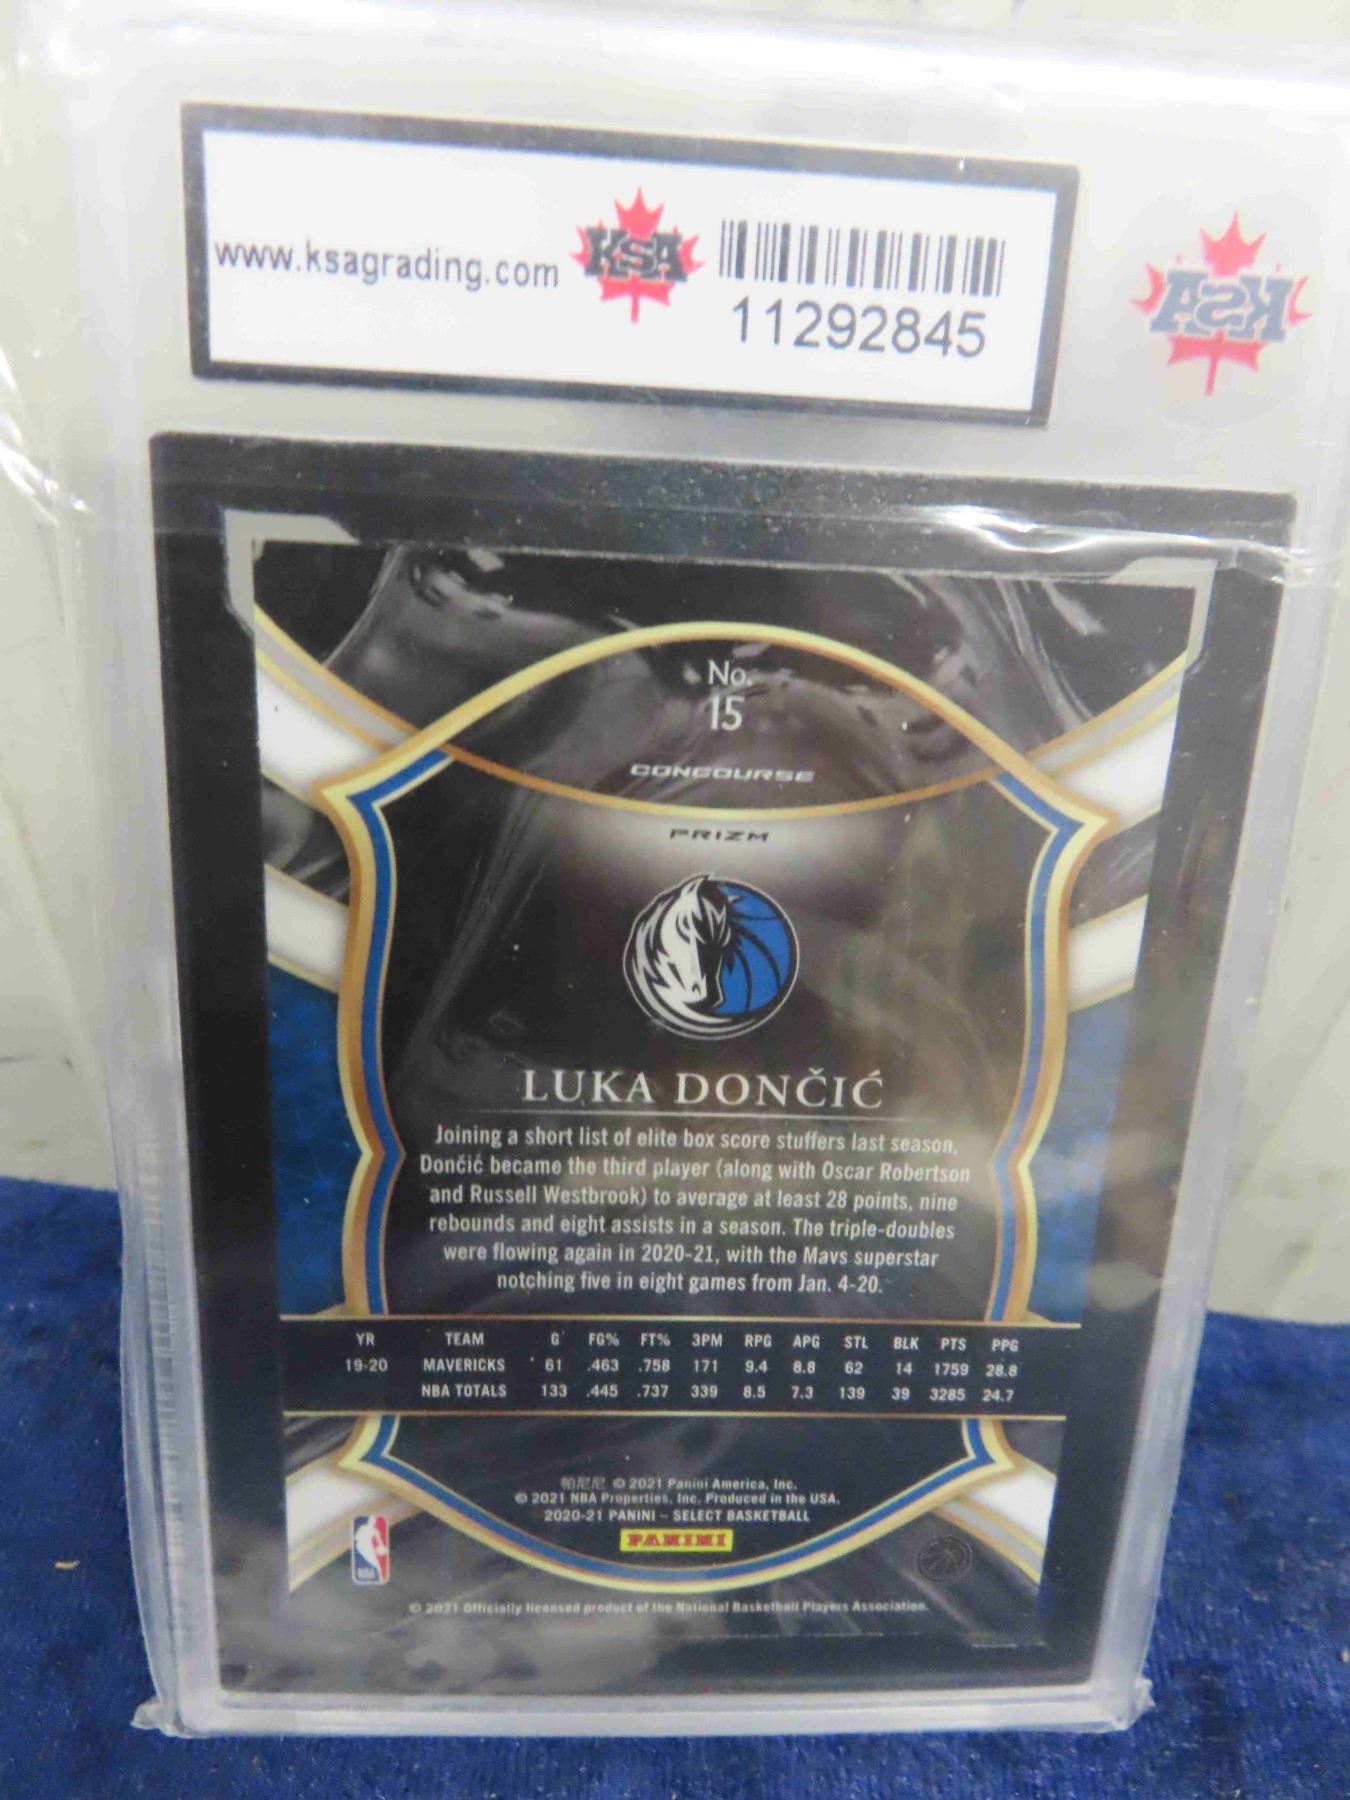 www.ksagrading.com
KSA
11292845
KSA
No.
15
CONCOURSE
PRIZM
LUKA DONČIĆ
Joining a short list of elite box score stuffers last season,
Dončić became the third player (along with Oscar Robertson
and Russell Westbrook) to average at least 28 points, nine
rebounds and eight assists in a season. The triple-doubles
were flowing again in 2020-21, with the Mavs superstar
notching five in eight games from Jan. 4-20.
YR TEAM G FG% FT% 3PM RPG APG STL BLK PTS PPG
19-20 MAVERICKS 61 .463 .758 171 9.4 8.8 62 14 1759 28.8
NBA TOTALS 133 .445 .737 339 8.5 7.3 139 39 3285 24.7
帕尼尼 © 2021 Panini America, Inc.
© 2021 NBA Properties, Inc. Produced in the USA.
2020-21 PANINI – SELECT BASKETBALL
PANINI
NBA
© 2021 Officially licensed product of the National Basketball Players Association.